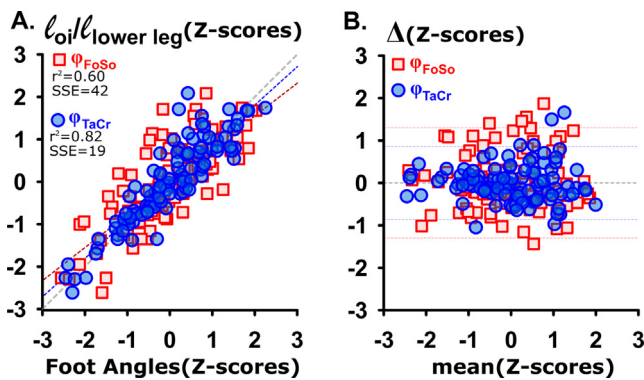 A. ℓoi/ℓlower leg(Z-scores)
φFoSo
r²=0.60
SSE=42
φTaCr
r²=0.82
SSE=19
3
2
1
0
-1
-2
-3
-3 -2 -1 0 1 2 3
Foot Angles(Z-scores)
B. Δ(Z-scores)
φFoSo
φTaCr
3
2
1
0
-1
-2
-3
-3 -2 -1 0 1 2 3
mean(Z-scores)